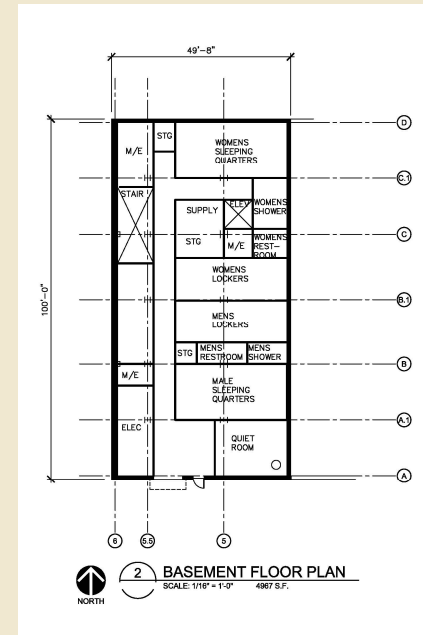 49'-8"
100'-0"
D
C.1
C
B.1
B
A.1
A
STG
M/E
WOMENS
SLEEPING
QUARTERS
STAIR
SUPPLY
ELEV
WOMENS
SHOWER
STG
M/E
WOMENS
REST-
ROOM
WOMENS
LOCKERS
MENS
LOCKERS
STG
MENS
RESTROOM
MENS
SHOWER
M/E
MALE
SLEEPING
QUARTERS
ELEC
QUIET
ROOM
6
5.5
5
NORTH
2
BASEMENT FLOOR PLAN
SCALE: 1/16" = 1'-0" 4967 S.F.